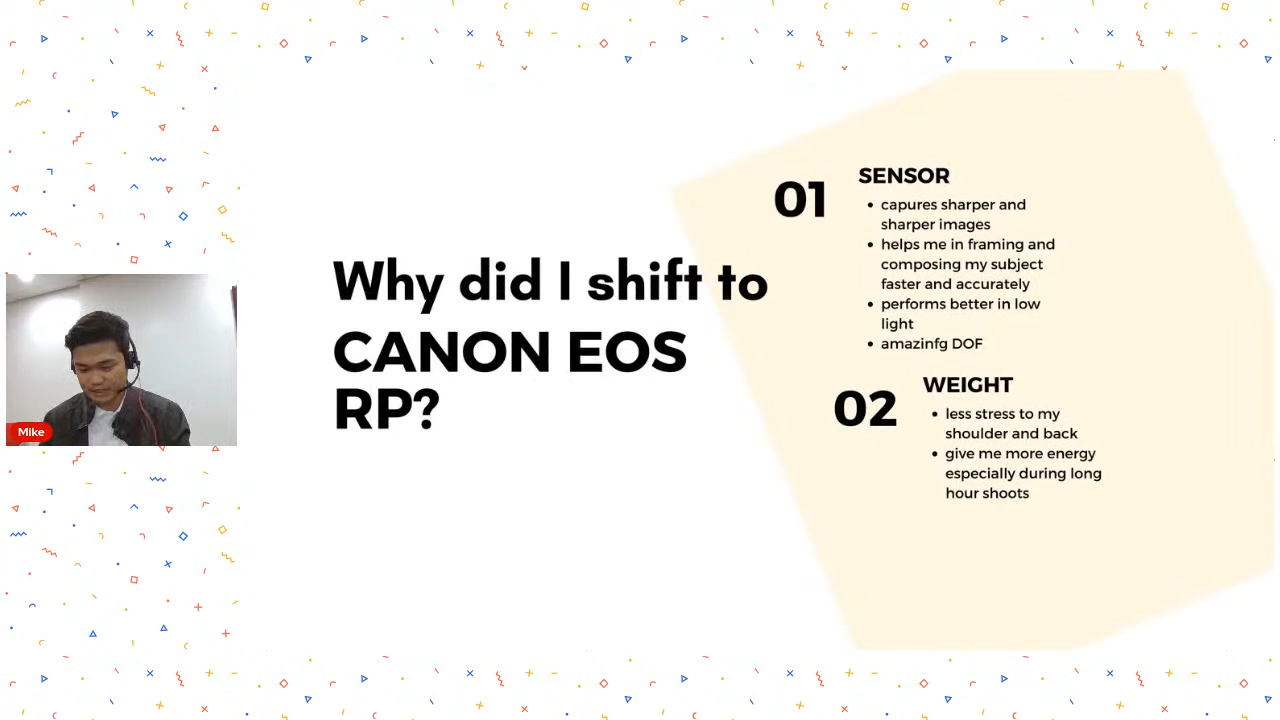 Why did I shift to
CANON EOS
RP?
01
SENSOR
• capures sharper and
sharper images
• helps me in framing and
composing my subject
faster and accurately
• performs better in low
light
• amazinfg DOF
02
WEIGHT
• less stress to my
shoulder and back
• give me more energy
especially during long
hour shoots
Mike